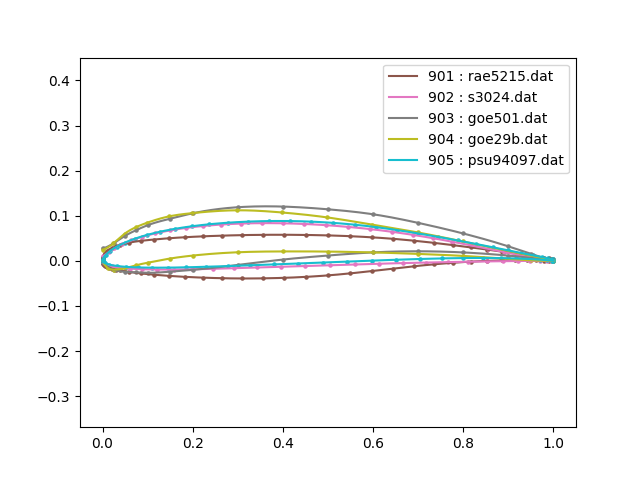 901 : rae5215.dat
902 : s3024.dat
903 : goe501.dat
904 : goe29b.dat
905 : psu94097.dat
0.4
0.3
0.2
0.1
0.0
−0.1
−0.2
−0.3
0.0 0.2 0.4 0.6 0.8 1.0